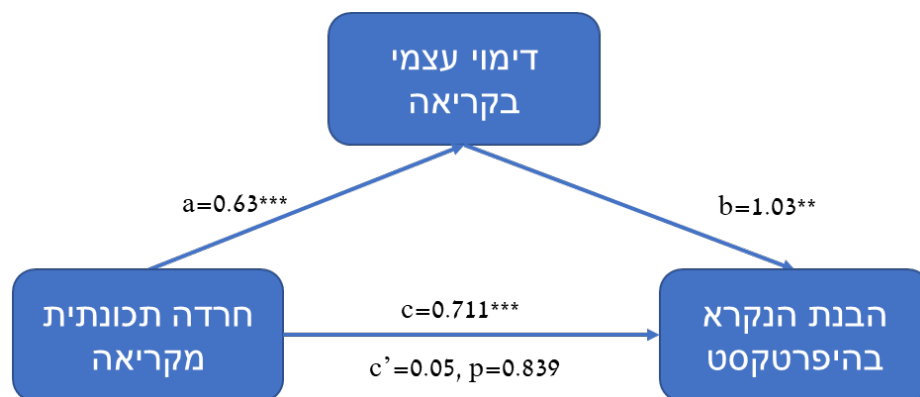 דימוי עצמי
בקריאה
a=0.63***
b=1.03**
חרדה תכונתית
מקריאה
c=0.711***
c’=0.05, p=0.839
הבנת הנקרא
בהיפרטקסט